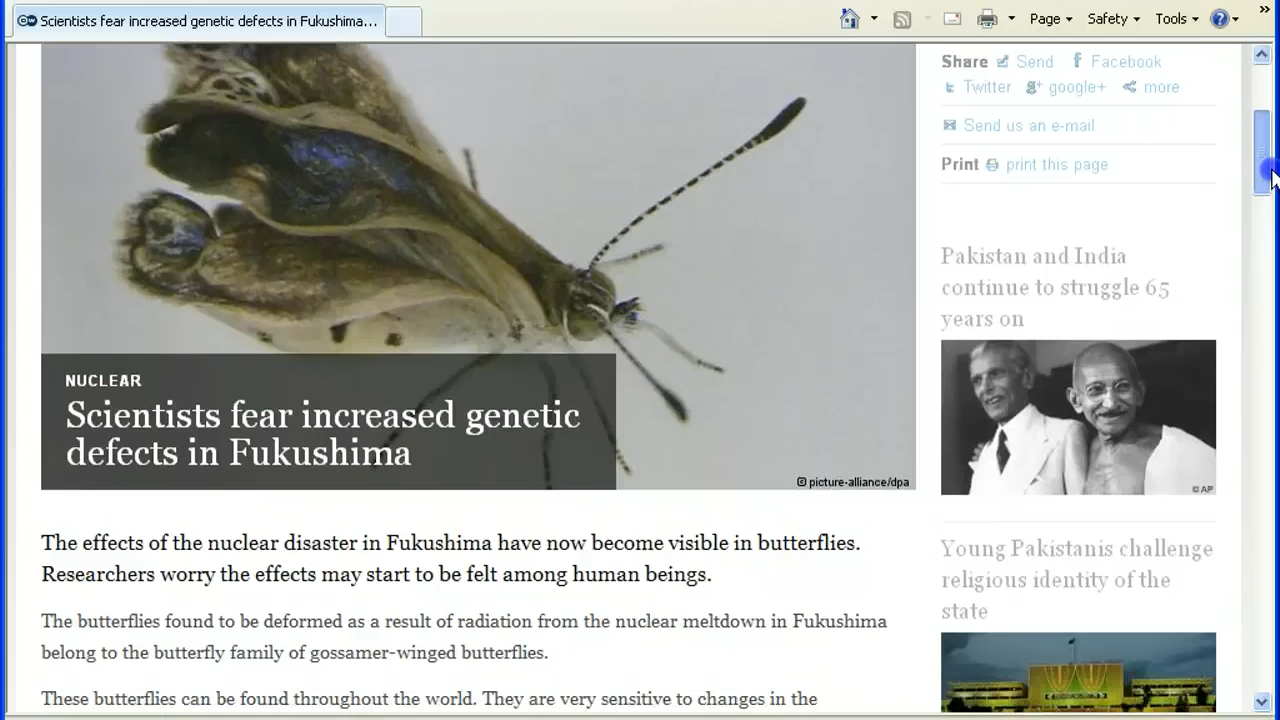 Scientists fear increased genetic defects in Fukushima...
Page
Safety
Tools
Share Send Facebook
Twitter google+ more
Send us an e-mail
Print print this page
NUCLEAR
Scientists fear increased genetic
defects in Fukushima
© picture-alliance/dpa
Pakistan and India
continue to struggle 65
years on
© AP
The effects of the nuclear disaster in Fukushima have now become visible in butterflies.
Researchers worry the effects may start to be felt among human beings.
The butterflies found to be deformed as a result of radiation from the nuclear meltdown in Fukushima
belong to the butterfly family of gossamer-winged butterflies.
These butterflies can be found throughout the world. They are very sensitive to changes in the
Young Pakistanis challenge
religious identity of the
state